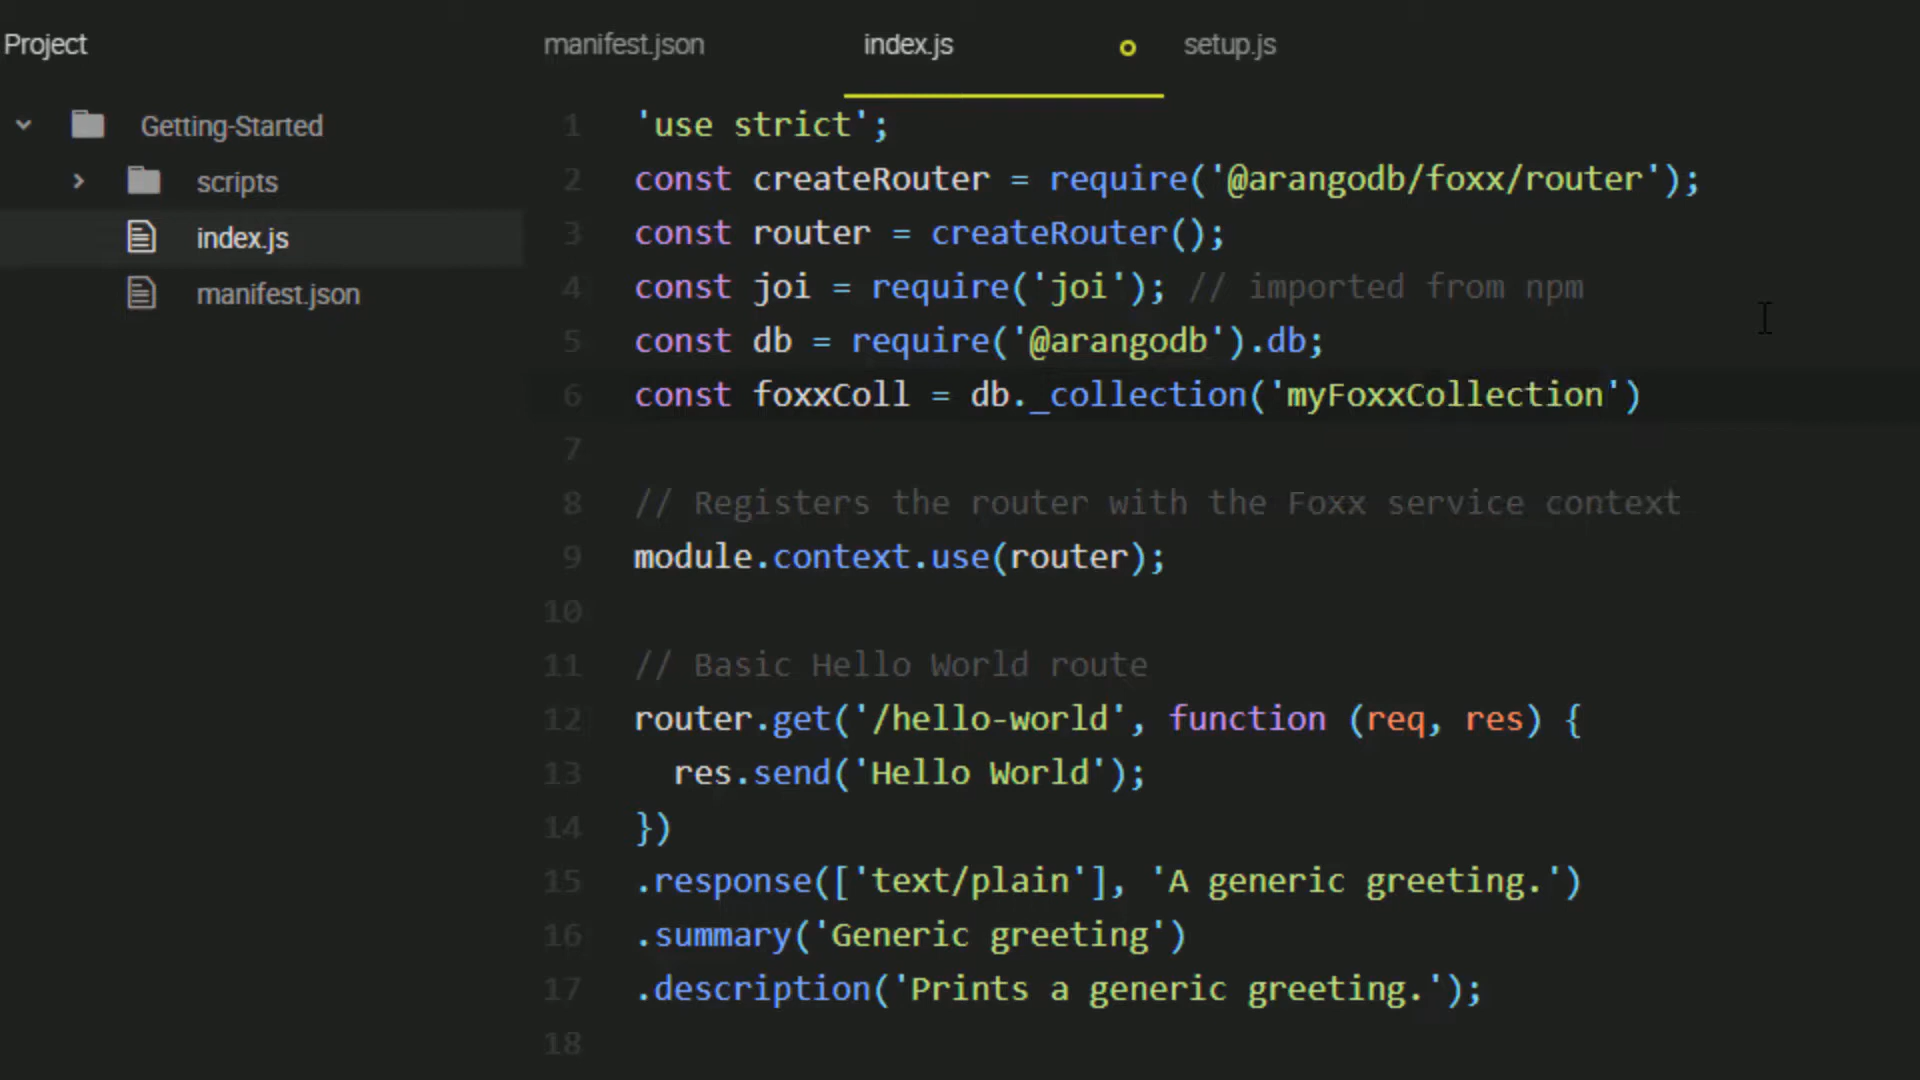 Project
manifest.json
index.js
setup.js
Getting-Started
scripts
index.js
manifest.json
1 'use strict';
2 const createRouter = require('@arangodb/foxx/router');
3 const router = createRouter();
4 const joi = require('joi'); // imported from npm
5 const db = require('@arangodb').db;
6 const foxxColl = db._collection('myFoxxCollection')
7
8 // Registers the router with the Foxx service context
9 module.context.use(router);
10
11 // Basic Hello World route
12 router.get('/hello-world', function (req, res) {
13   res.send('Hello World');
14 })
15 .response(['text/plain'], 'A generic greeting.')
16 .summary('Generic greeting')
17 .description('Prints a generic greeting.');
18